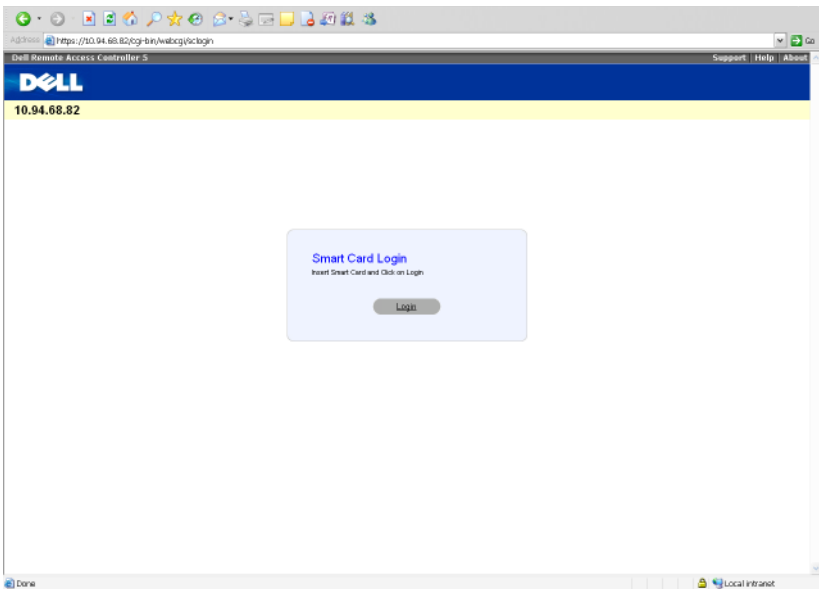 Address https://10.94.68.82/cgi-bin/webcgi/sclogin Go
Dell Remote Access Controller 5 Support Help About
DELL
10.94.68.82
Smart Card Login
Insert Smart Card and Click on Login
Login
Done Local intranet